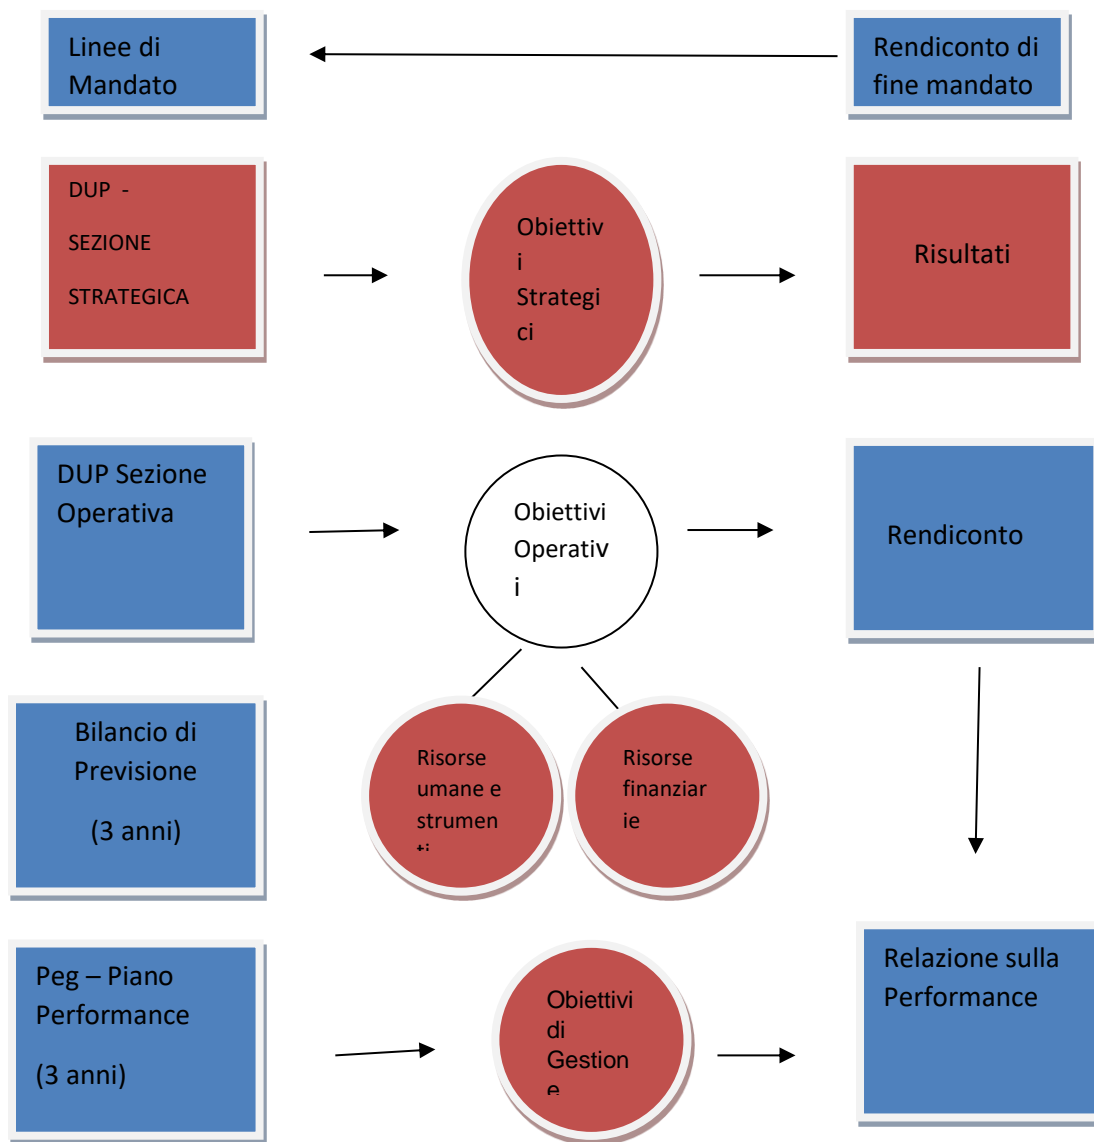 Linee di
Mandato
Rendiconto di
fine mandato
DUP -
SEZIONE
STRATEGICA
Obiettiv
i
Strategi
ci
Risultati
DUP Sezione
Operativa
Obiettivi
Operativ
i
Rendiconto
Bilancio di
Previsione
(3 anni)
Risorse
umane e
strumen
ti
Risorse
finanziar
ie
Peg – Piano
Performance
(3 anni)
Obiettivi
di
Gestion
e
Relazione sulla
Performance